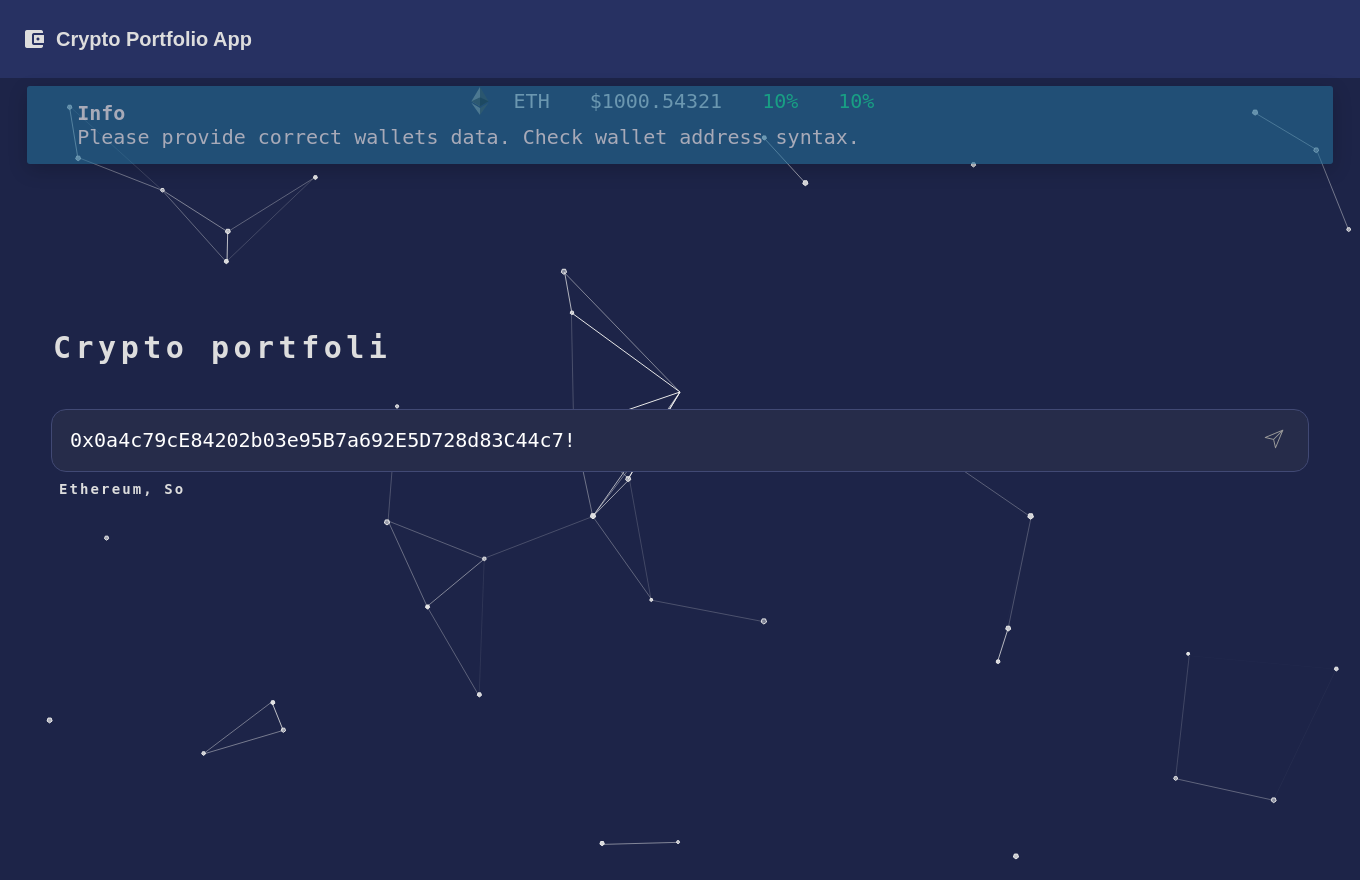 Crypto Portfolio App
ETH $1000.54321 10% 10%
Info
Please provide correct wallets data. Check wallet address syntax.
Crypto portfoli
0x0a4c79cE84202b03e95B7a692E5D728d83C44c7!
Ethereum, So